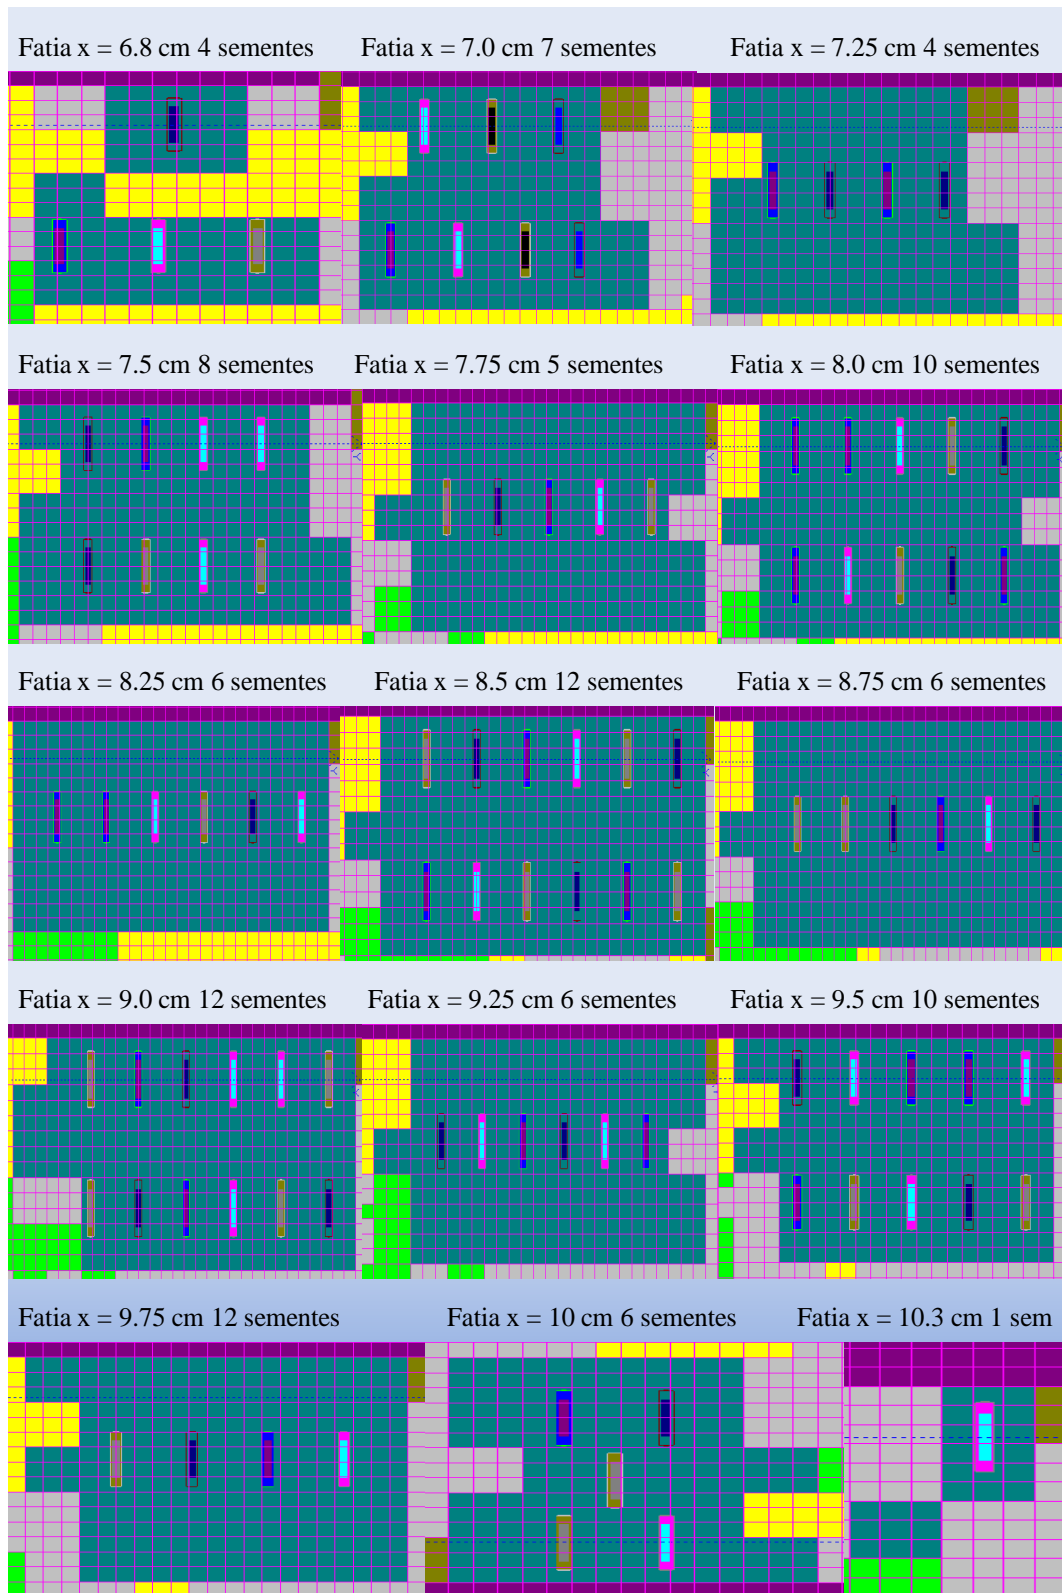 Fatia x = 6.8 cm 4 sementes
Fatia x = 7.0 cm 7 sementes
Fatia x = 7.25 cm 4 sementes
Fatia x = 7.5 cm 8 sementes
Fatia x = 7.75 cm 5 sementes
Fatia x = 8.0 cm 10 sementes
Fatia x = 8.25 cm 6 sementes
Fatia x = 8.5 cm 12 sementes
Fatia x = 8.75 cm 6 sementes
Fatia x = 9.0 cm 12 sementes
Fatia x = 9.25 cm 6 sementes
Fatia x = 9.5 cm 10 sementes
Fatia x = 9.75 cm 12 sementes
Fatia x = 10 cm 6 sementes
Fatia x = 10.3 cm 1 sem